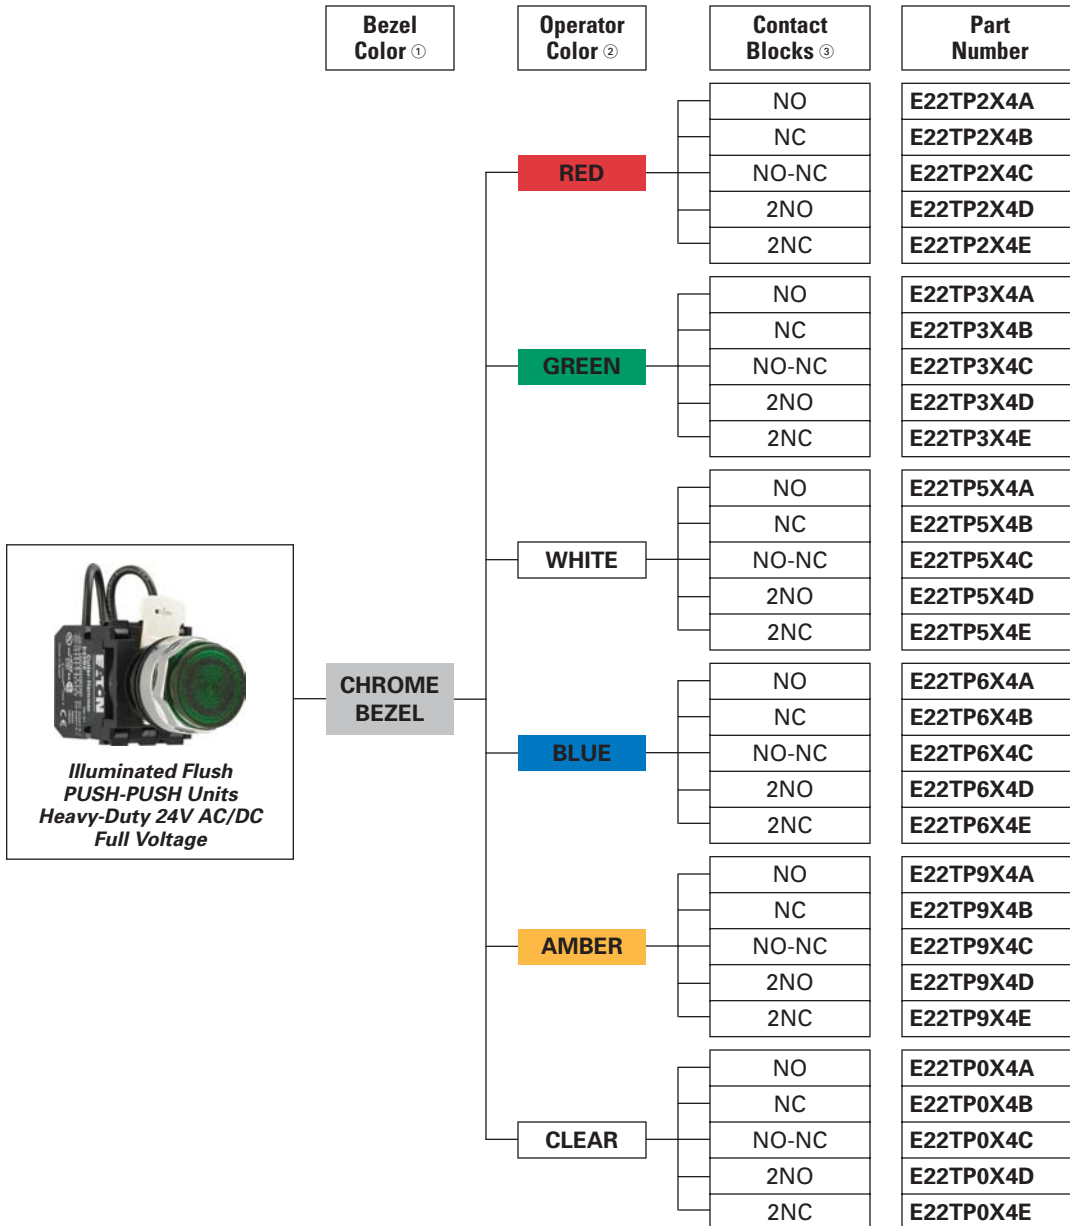 Bezel
Color ①
Operator
Color ②
Contact
Blocks ③
Part
Number
RED
NO E22TP2X4A
NC E22TP2X4B
NO-NC E22TP2X4C
2NO E22TP2X4D
2NC E22TP2X4E
GREEN
NO E22TP3X4A
NC E22TP3X4B
NO-NC E22TP3X4C
2NO E22TP3X4D
2NC E22TP3X4E
WHITE
NO E22TP5X4A
NC E22TP5X4B
NO-NC E22TP5X4C
2NO E22TP5X4D
2NC E22TP5X4E
EATON
Illuminated Flush
PUSH-PUSH Units
Heavy-Duty 24V AC/DC
Full Voltage
CHROME
BEZEL
BLUE
NO E22TP6X4A
NC E22TP6X4B
NO-NC E22TP6X4C
2NO E22TP6X4D
2NC E22TP6X4E
AMBER
NO E22TP9X4A
NC E22TP9X4B
NO-NC E22TP9X4C
2NO E22TP9X4D
2NC E22TP9X4E
CLEAR
NO E22TP0X4A
NC E22TP0X4B
NO-NC E22TP0X4C
2NO E22TP0X4D
2NC E22TP0X4E